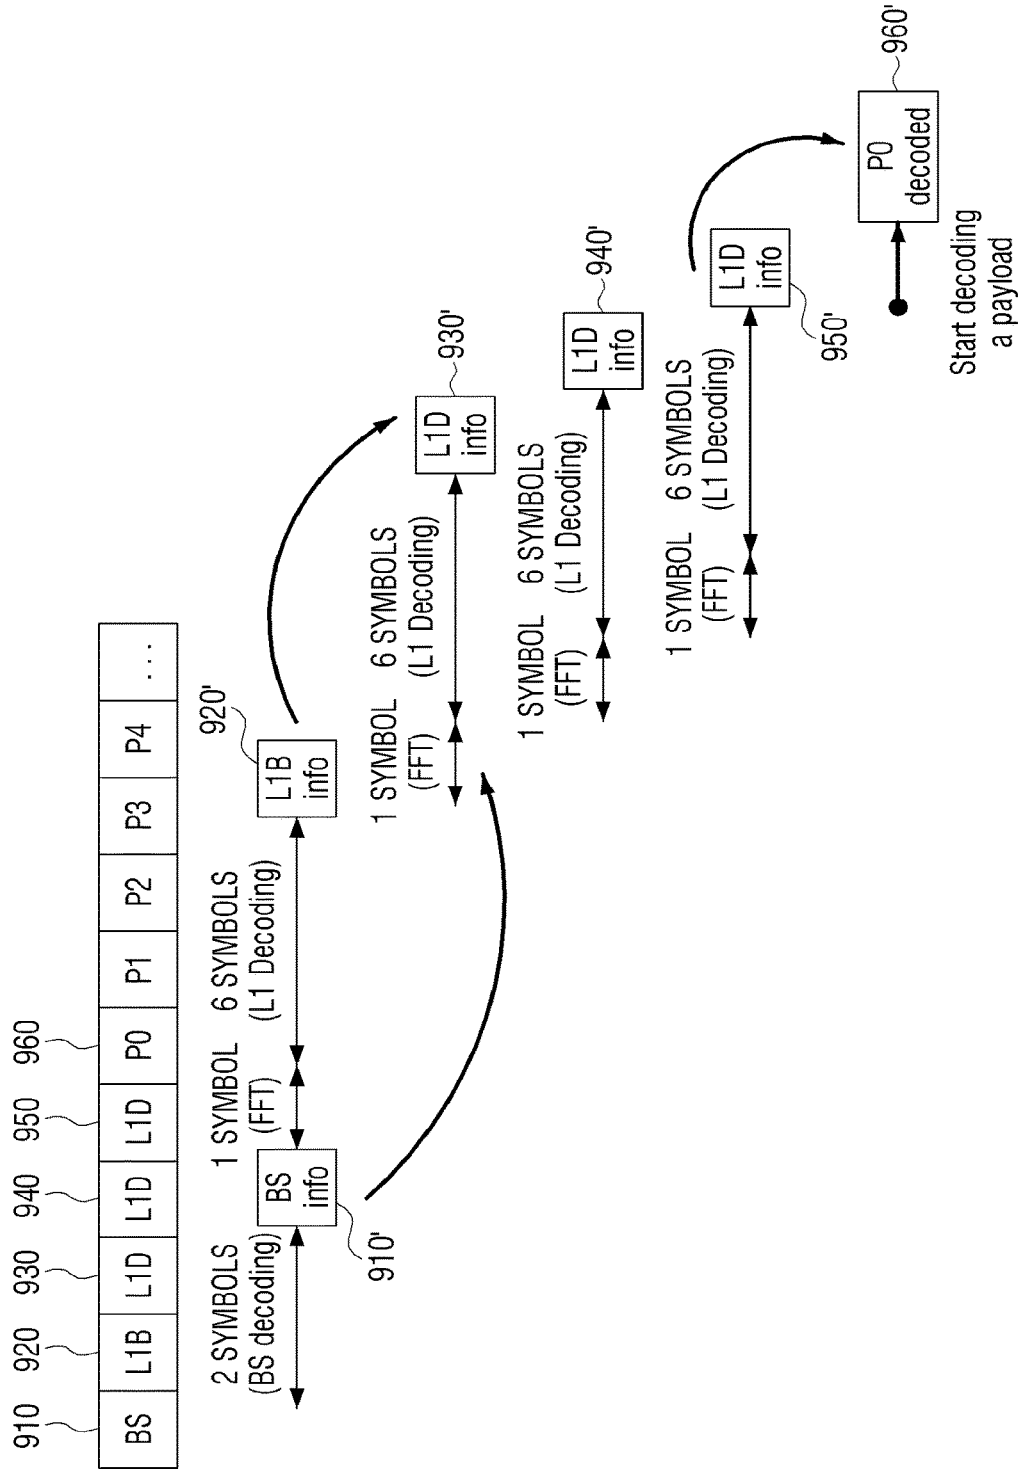 910
920
930
940
950
960
BS
L1B
L1D
L1D
L1D
P0
P1
P2
P3
P4
...
2 SYMBOLS
(BS decoding)
BS
info
910'
1 SYMBOL
(FFT)
6 SYMBOLS
(L1 Decoding)
L1B
info
920'
1 SYMBOL
(FFT)
6 SYMBOLS
(L1 Decoding)
L1D
info
930'
1 SYMBOL
(FFT)
6 SYMBOLS
(L1 Decoding)
L1D
info
940'
1 SYMBOL
(FFT)
6 SYMBOLS
(L1 Decoding)
L1D
info
950'
P0
decoded
960'
Start decoding
a payload